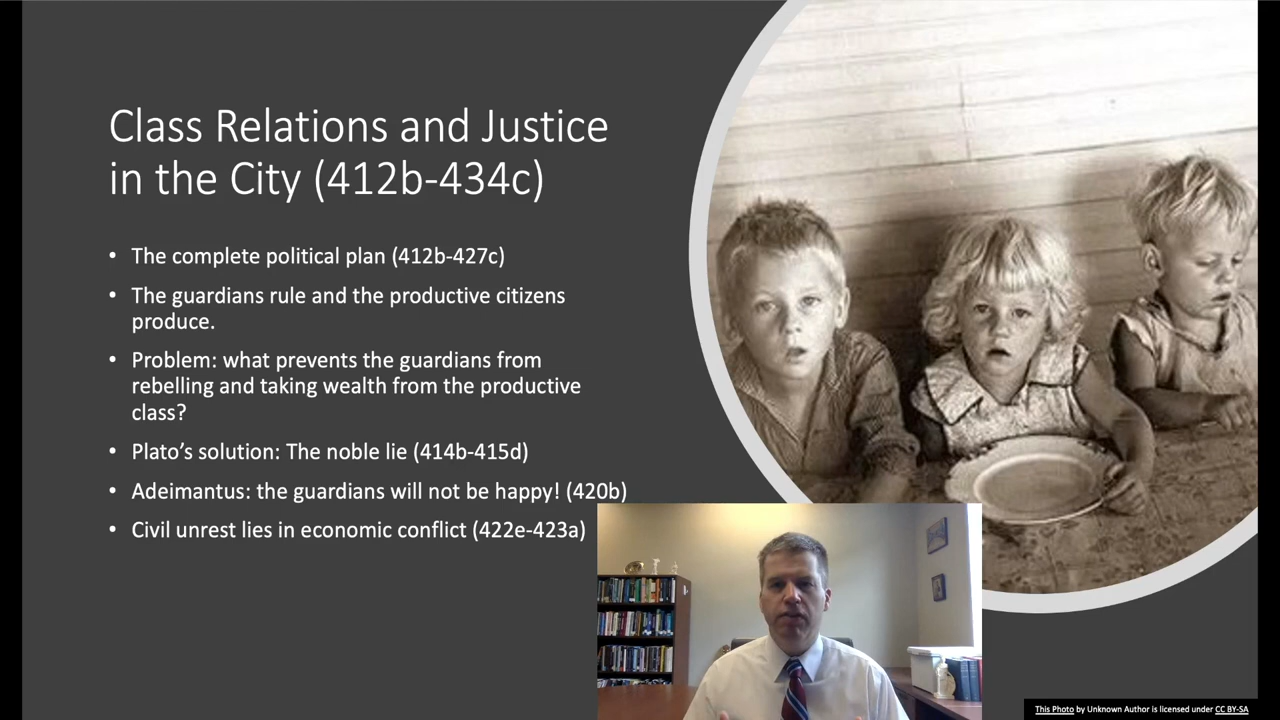 Class Relations and Justice
in the City (412b-434c)
• The complete political plan (412b-427c)
• The guardians rule and the productive citizens
produce.
• Problem: what prevents the guardians from
rebelling and taking wealth from the productive
class?
• Plato’s solution: The noble lie (414b-415d)
• Adeimantus: the guardians will not be happy! (420b)
• Civil unrest lies in economic conflict (422e-423a)
This Photo by Unknown Author is licensed under CC BY-SA